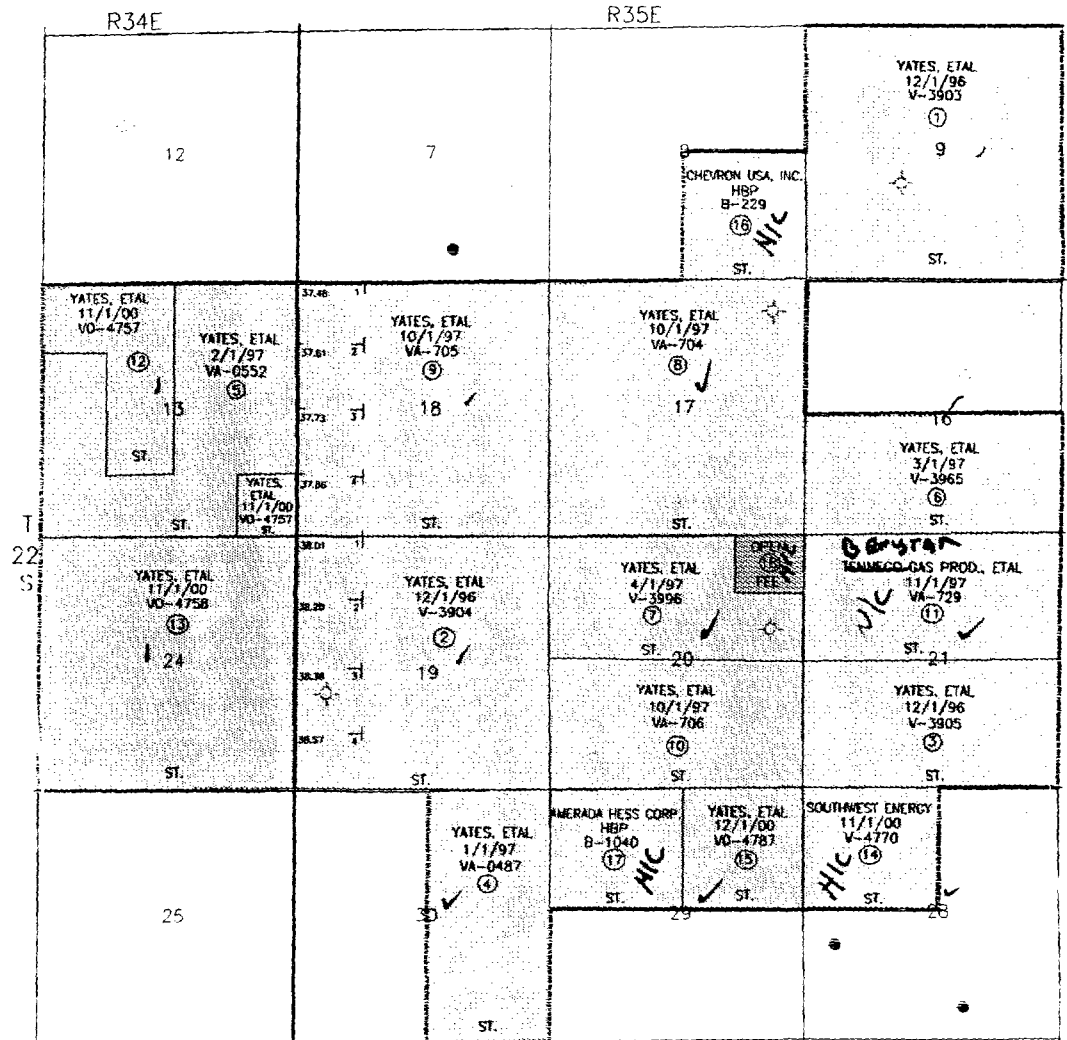 R34E
R35E
YATES, ETAL
12/1/96
V-3903
1
9
12
7
8
CHEVRON USA, INC.
HBP
B-229
16
N/C
ST.
ST.
YATES, ETAL
11/1/00
VO-4757
12
13
ST.
YATES, ETAL
2/1/97
VA-0552
5
ST.
YATES,
ETAL
11/1/00
VO-4757
ST.
37.48 1
37.61 2
37.73 3
37.86
YATES, ETAL
10/1/97
VA-705
9
18
ST.
YATES, ETAL
10/1/97
VA-704
8
17
ST.
16
YATES, ETAL
3/1/97
V-3965
6
ST.
T
22
S
YATES, ETAL
11/1/00
VO-4758
13
24
ST.
38.01 1
38.20 2
38.38 3
38.57 4
YATES, ETAL
12/1/96
V-3904
2
19
ST.
YATES, ETAL
4/1/97
V-3996
7
20
OPEN
FEE
YATES, ETAL
10/1/97
VA-706
10
ST.
TENNECO GAS PROD., ETAL
11/1/97
VA-729
11
ST.
21
YATES, ETAL
12/1/96
V-3905
3
ST.
25
YATES, ETAL
1/1/97
VA-0487
4
30
ST.
AMERADA HESS CORP.
HBP
B-1040
17
N/C
ST.
YATES, ETAL
12/1/00
VO-4787
15
ST.
29
SOUTHWEST ENERGY
11/1/00
V-4770
14
N/C
ST.
28